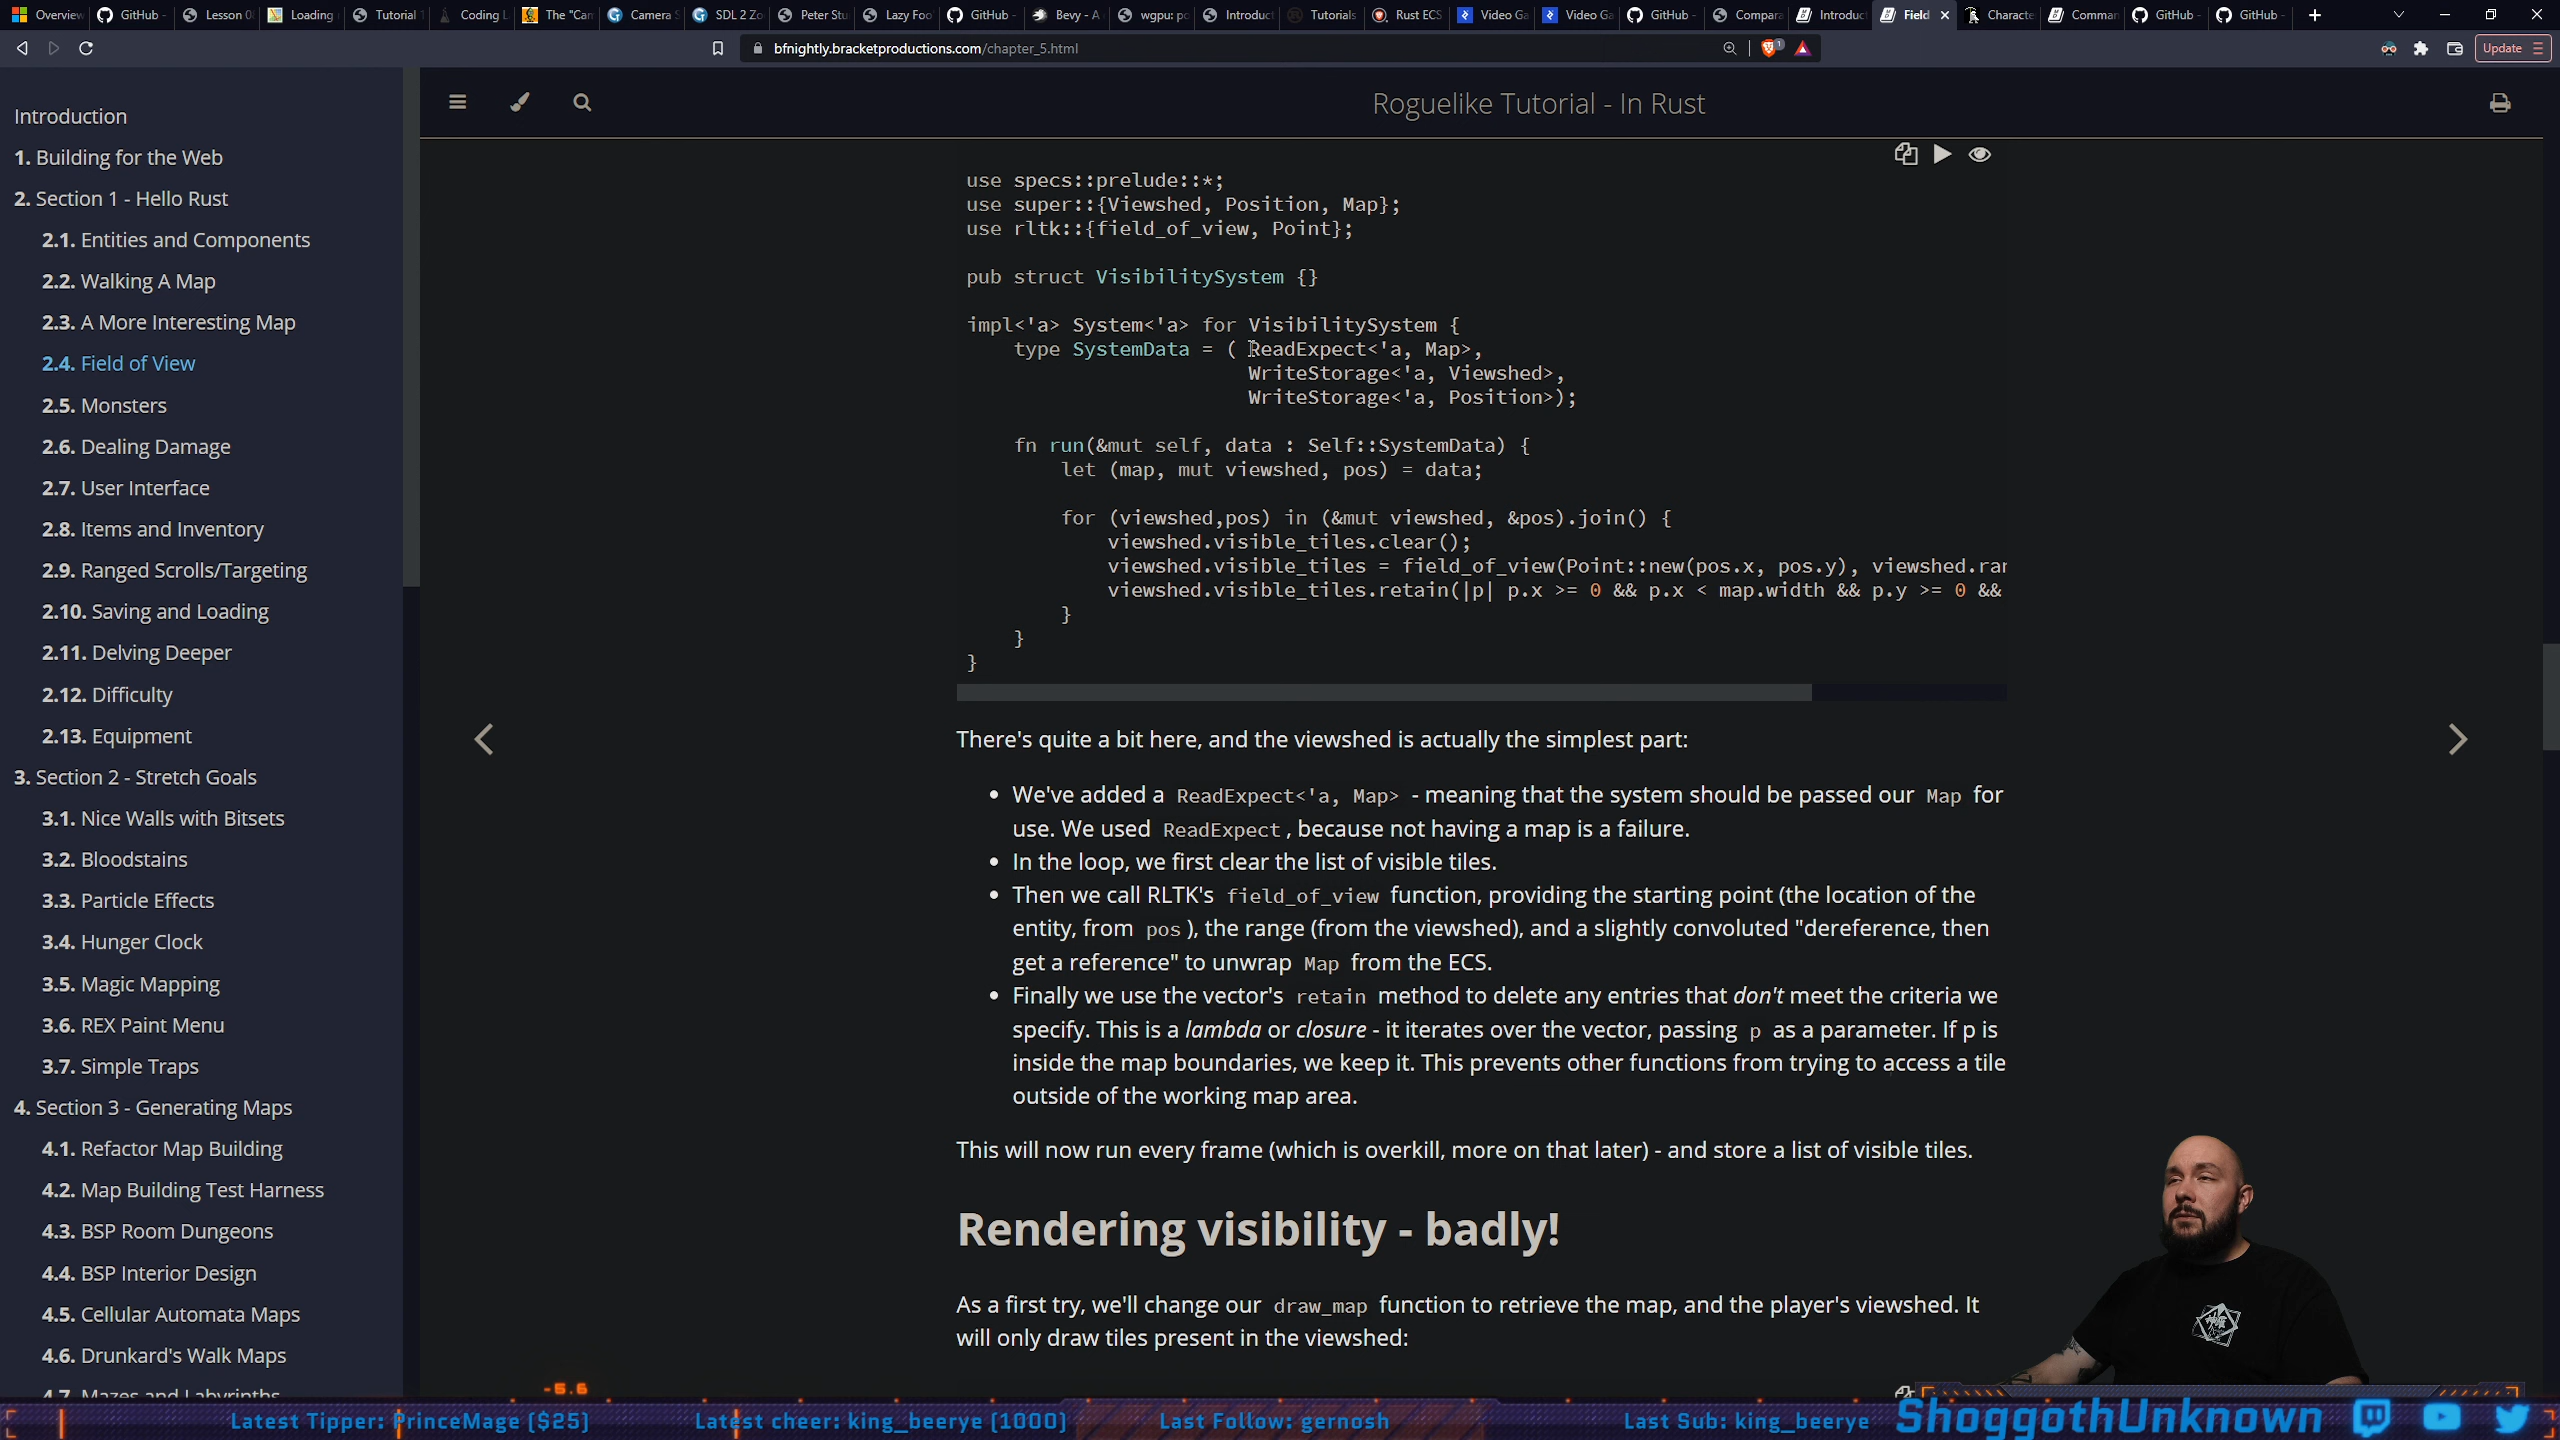 Overview
GitHub -
Lesson 0
Loading
Tutorial
Coding L
The "Can
Camera S
SDL 2 Zo
Peter Stu
Lazy Foo
GitHub -
Bevy - A
wgpu: po
Introduct
Tutorials
Rust ECS
Video Ga
Video Ga
GitHub -
Compara
Introduc
Field
Characte
Comman
GitHub -
GitHub -
bfnightly.bracketproductions.com/chapter_5.html
Update
Roguelike Tutorial - In Rust
Introduction
1. Building for the Web
2. Section 1 - Hello Rust
2.1. Entities and Components
2.2. Walking A Map
2.3. A More Interesting Map
2.4. Field of View
2.5. Monsters
2.6. Dealing Damage
2.7. User Interface
2.8. Items and Inventory
2.9. Ranged Scrolls/Targeting
2.10. Saving and Loading
2.11. Delving Deeper
2.12. Difficulty
2.13. Equipment
3. Section 2 - Stretch Goals
3.1. Nice Walls with Bitsets
3.2. Bloodstains
3.3. Particle Effects
3.4. Hunger Clock
3.5. Magic Mapping
3.6. REX Paint Menu
3.7. Simple Traps
4. Section 3 - Generating Maps
4.1. Refactor Map Building
4.2. Map Building Test Harness
4.3. BSP Room Dungeons
4.4. BSP Interior Design
4.5. Cellular Automata Maps
4.6. Drunkard's Walk Maps
4.7. Mazes and Labyrinths
use specs::prelude::*;
use super::{Viewshed, Position, Map};
use rltk::{field_of_view, Point};
pub struct VisibilitySystem {}
impl<'a> System<'a> for VisibilitySystem {
type SystemData = ( ReadExpect<'a, Map>,
WriteStorage<'a, Viewshed>,
WriteStorage<'a, Position>);
fn run(&mut self, data : Self::SystemData) {
let (map, mut viewshed, pos) = data;
for (viewshed,pos) in (&mut viewshed, &pos).join() {
viewshed.visible_tiles.clear();
viewshed.visible_tiles = field_of_view(Point::new(pos.x, pos.y), viewshed.ran
viewshed.visible_tiles.retain(|p| p.x >= 0 && p.x < map.width && p.y >= 0 &&
}
}
}
There's quite a bit here, and the viewshed is actually the simplest part:
• We've added a ReadExpect<'a, Map> - meaning that the system should be passed our Map for
use. We used ReadExpect, because not having a map is a failure.
• In the loop, we first clear the list of visible tiles.
• Then we call RLTK's field_of_view function, providing the starting point (the location of the
entity, from pos), the range (from the viewshed), and a slightly convoluted "dereference, then
get a reference" to unwrap Map from the ECS.
• Finally we use the vector's retain method to delete any entries that don't meet the criteria we
specify. This is a lambda or closure - it iterates over the vector, passing p as a parameter. If p is
inside the map boundaries, we keep it. This prevents other functions from trying to access a tile
outside of the working map area.
This will now run every frame (which is overkill, more on that later) - and store a list of visible tiles.
Rendering visibility - badly!
As a first try, we'll change our draw_map function to retrieve the map, and the player's viewshed. It
will only draw tiles present in the viewshed:
-5.6
Latest Tipper: PrinceMage ($25)
Latest cheer: king_beerye (1000)
Last Follow: gernosh
Last Sub: king_beerye
ShoggothUnknown